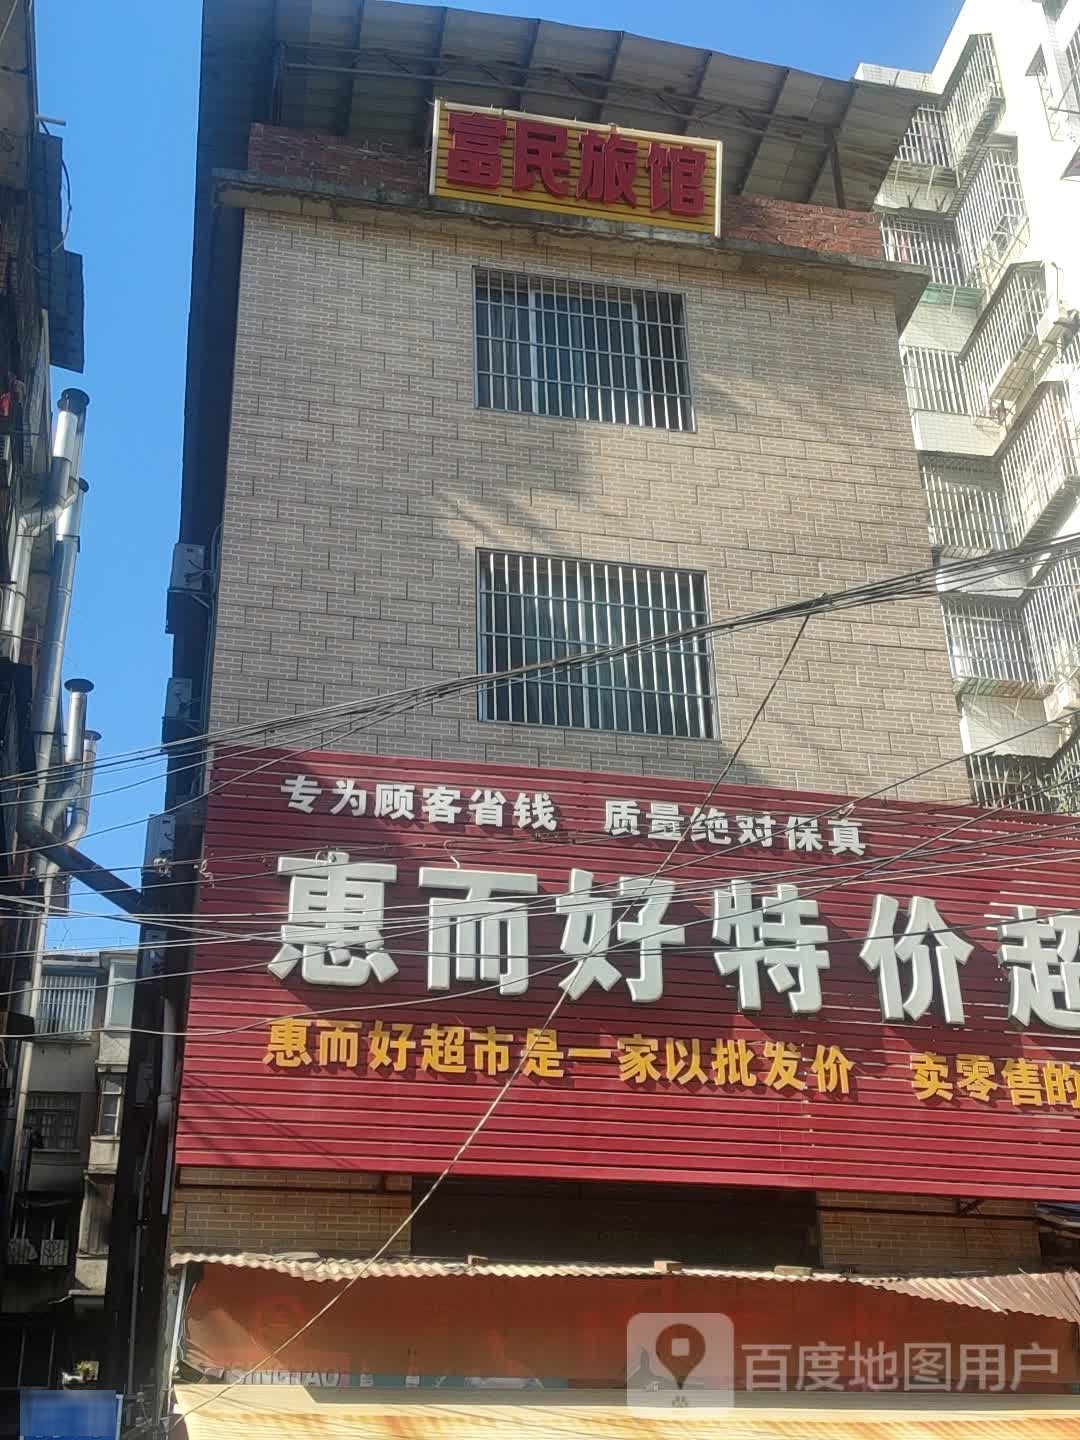 富民旅馆
专为顾客省钱 质量绝对保真
惠而好特价超
惠而好超市是一家以批发价 卖零售的
SINGTAO
百度地图用户